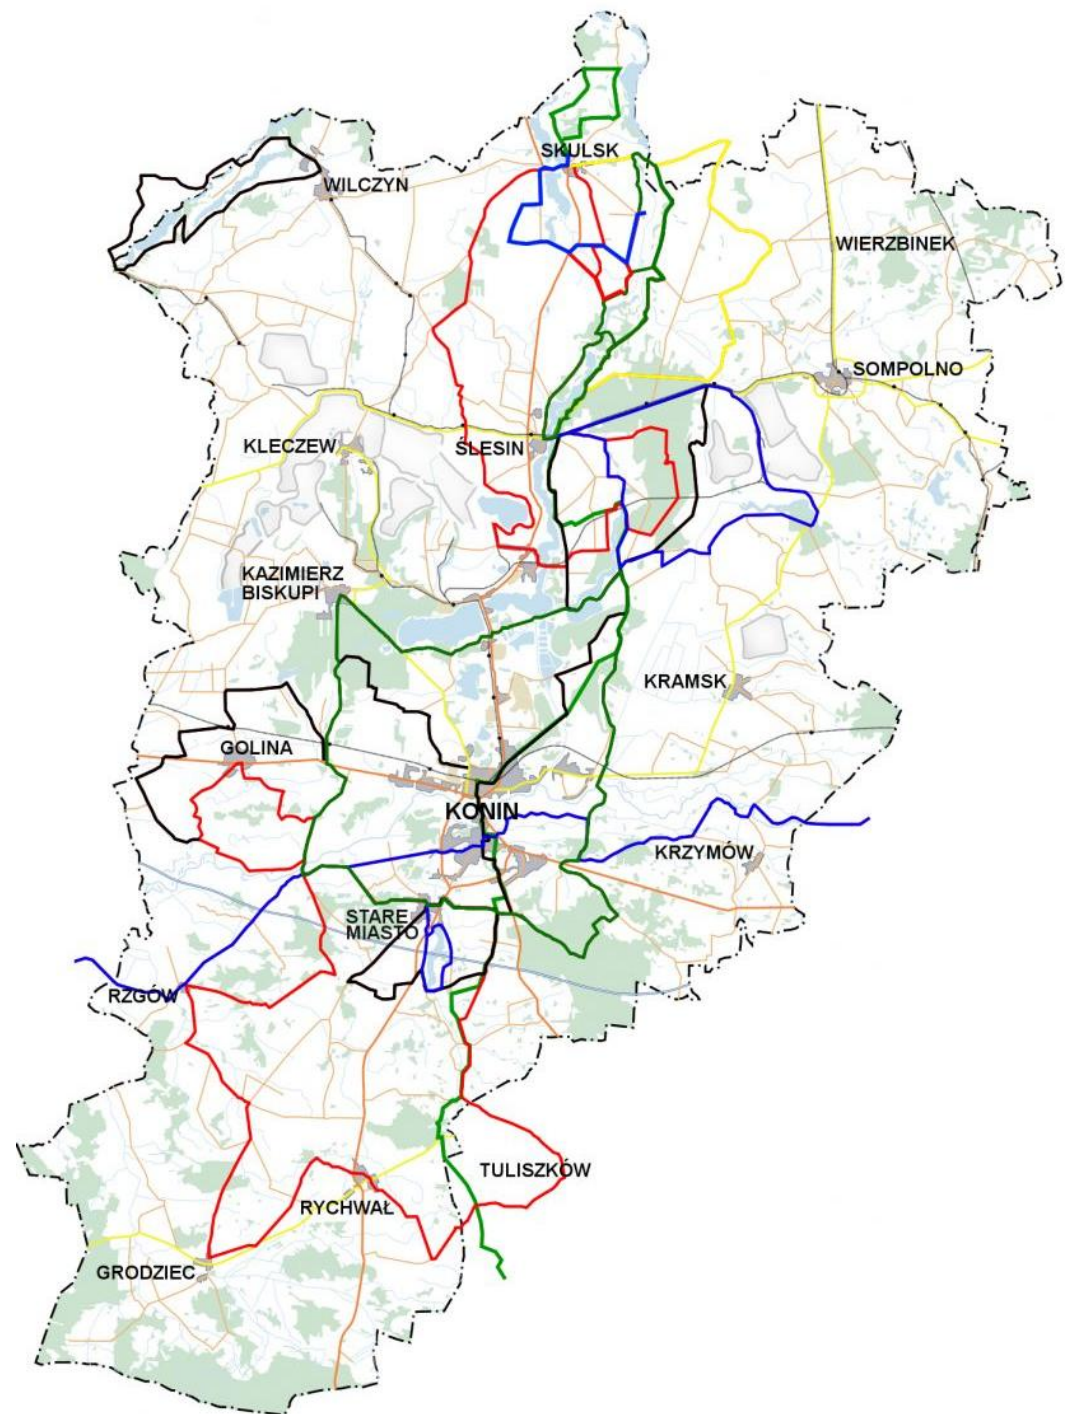 SKULSK
WILCZYN
WIERZBINEK
SOMPOLNO
KLECZEW
ŚLESIN
KAZIMIERZ
BISKUPI
KRAMSK
GOLINA
KONIN
KRZYMÓW
STARE
MIASTO
RZGÓW
TULISZKÓW
RYCHWAŁ
GRODZIEC